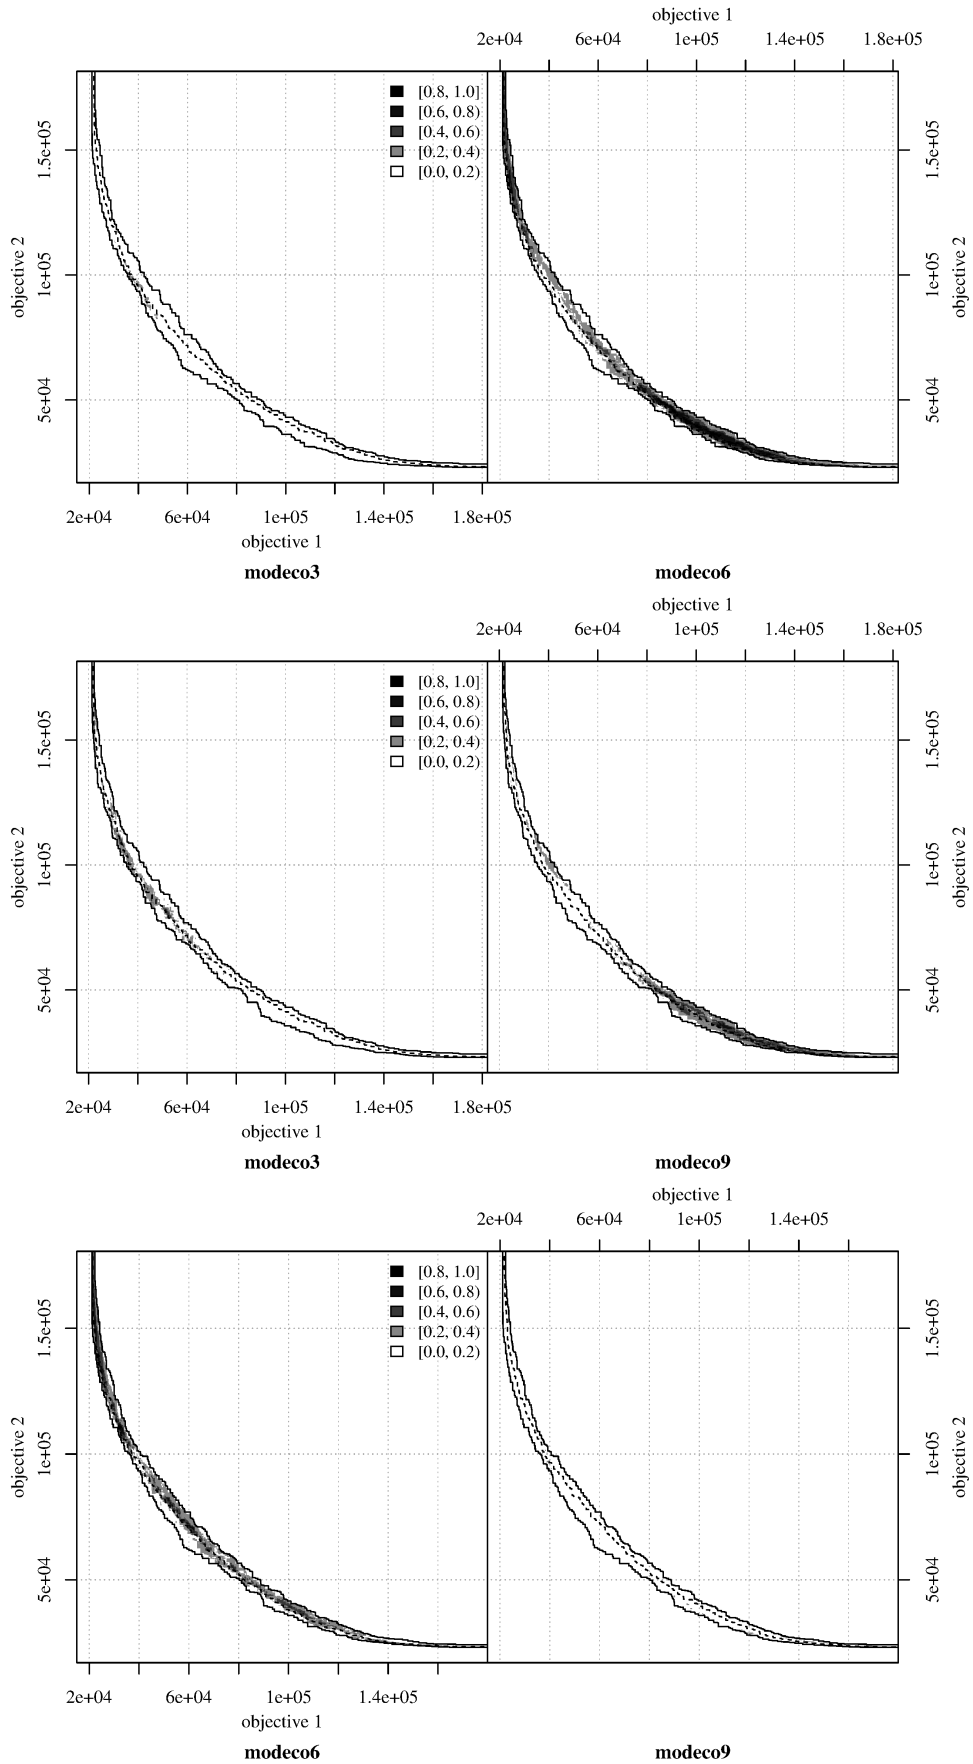 objective 1
2e+04 6e+04 1e+05 1.4e+05 1.8e+05
[0.8, 1.0]
[0.6, 0.8)
[0.4, 0.6)
[0.2, 0.4)
[0.0, 0.2)
objective 2
5e+04 1e+05 1.5e+05
5e+04 1e+05 1.5e+05
objective 2
2e+04 6e+04 1e+05 1.4e+05 1.8e+05
objective 1
modeco3 modeco6
objective 1
2e+04 6e+04 1e+05 1.4e+05 1.8e+05
[0.8, 1.0]
[0.6, 0.8)
[0.4, 0.6)
[0.2, 0.4)
[0.0, 0.2)
objective 2
5e+04 1e+05 1.5e+05
5e+04 1e+05 1.5e+05
objective 2
2e+04 6e+04 1e+05 1.4e+05 1.8e+05
objective 1
modeco3 modeco9
objective 1
2e+04 6e+04 1e+05 1.4e+05
[0.8, 1.0]
[0.6, 0.8)
[0.4, 0.6)
[0.2, 0.4)
[0.0, 0.2)
objective 2
5e+04 1e+05 1.5e+05
5e+04 1e+05 1.5e+05
objective 2
2e+04 6e+04 1e+05 1.4e+05
objective 1
modeco6 modeco9